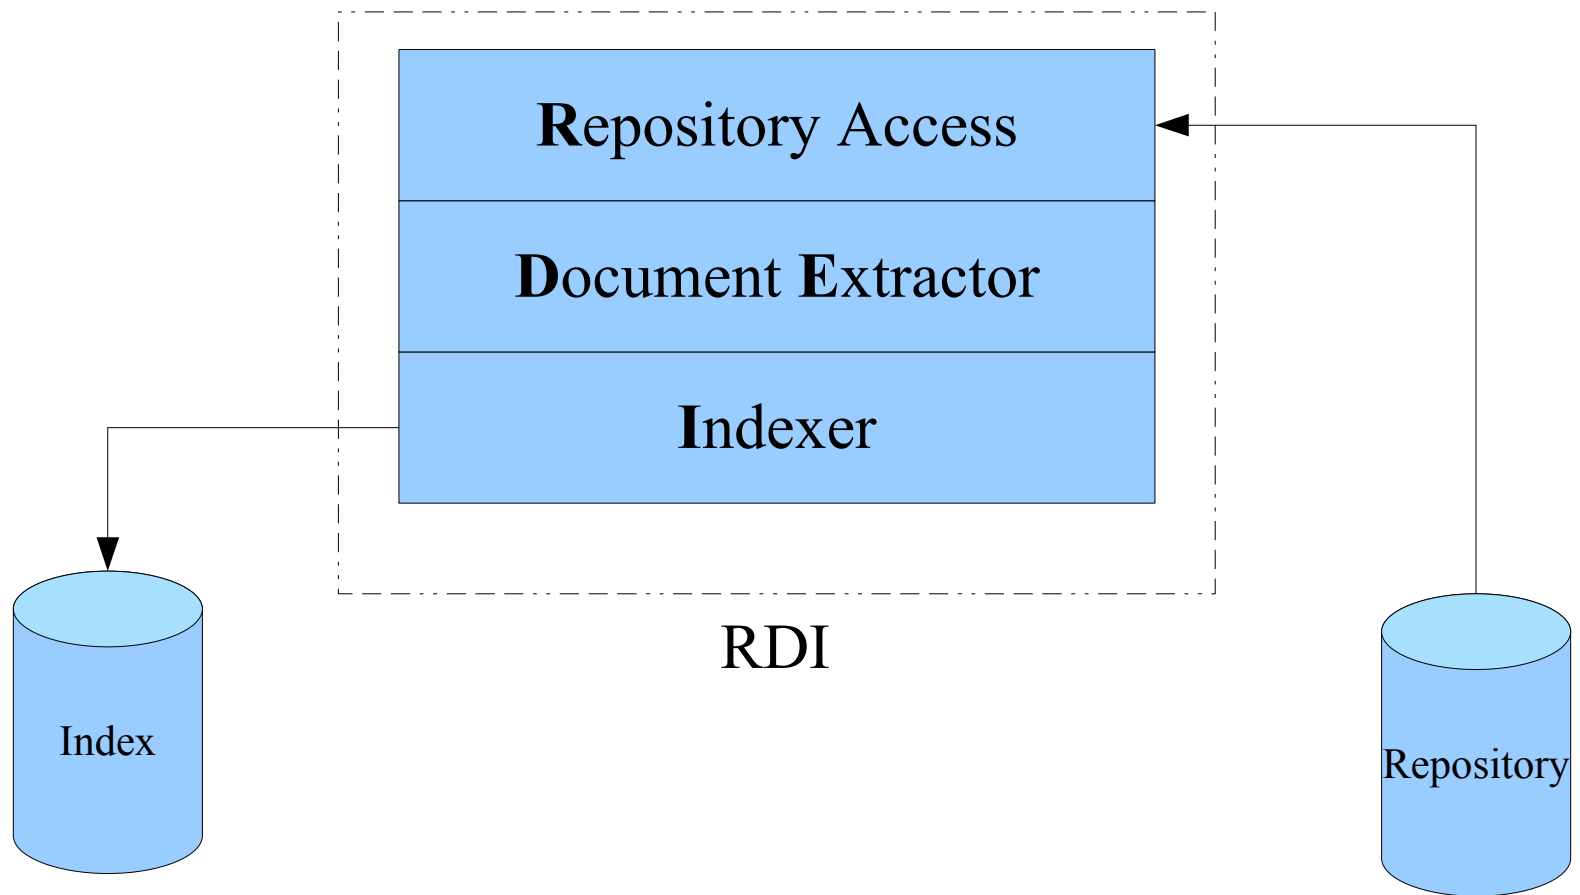 Repository Access
Document Extractor
Indexer
RDI
Index
Repository